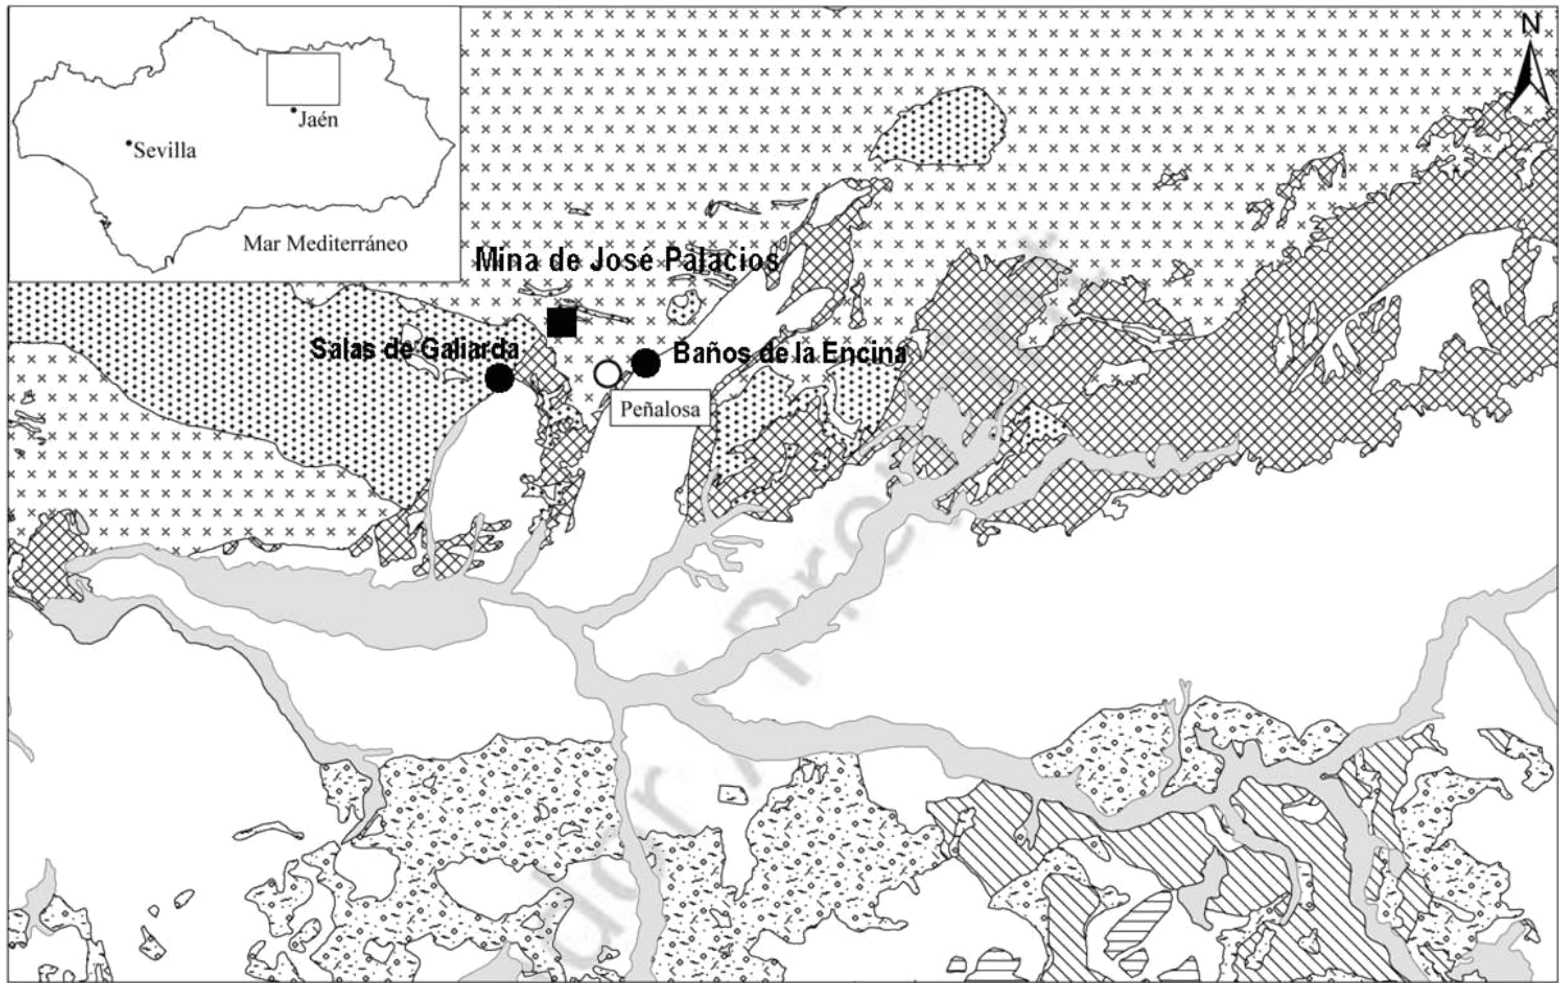 N
Jaén
Sevilla
Mar Mediterráneo
Mina de José Palacios
Salas de Galiarda
Baños de la Encina
Peñalosa